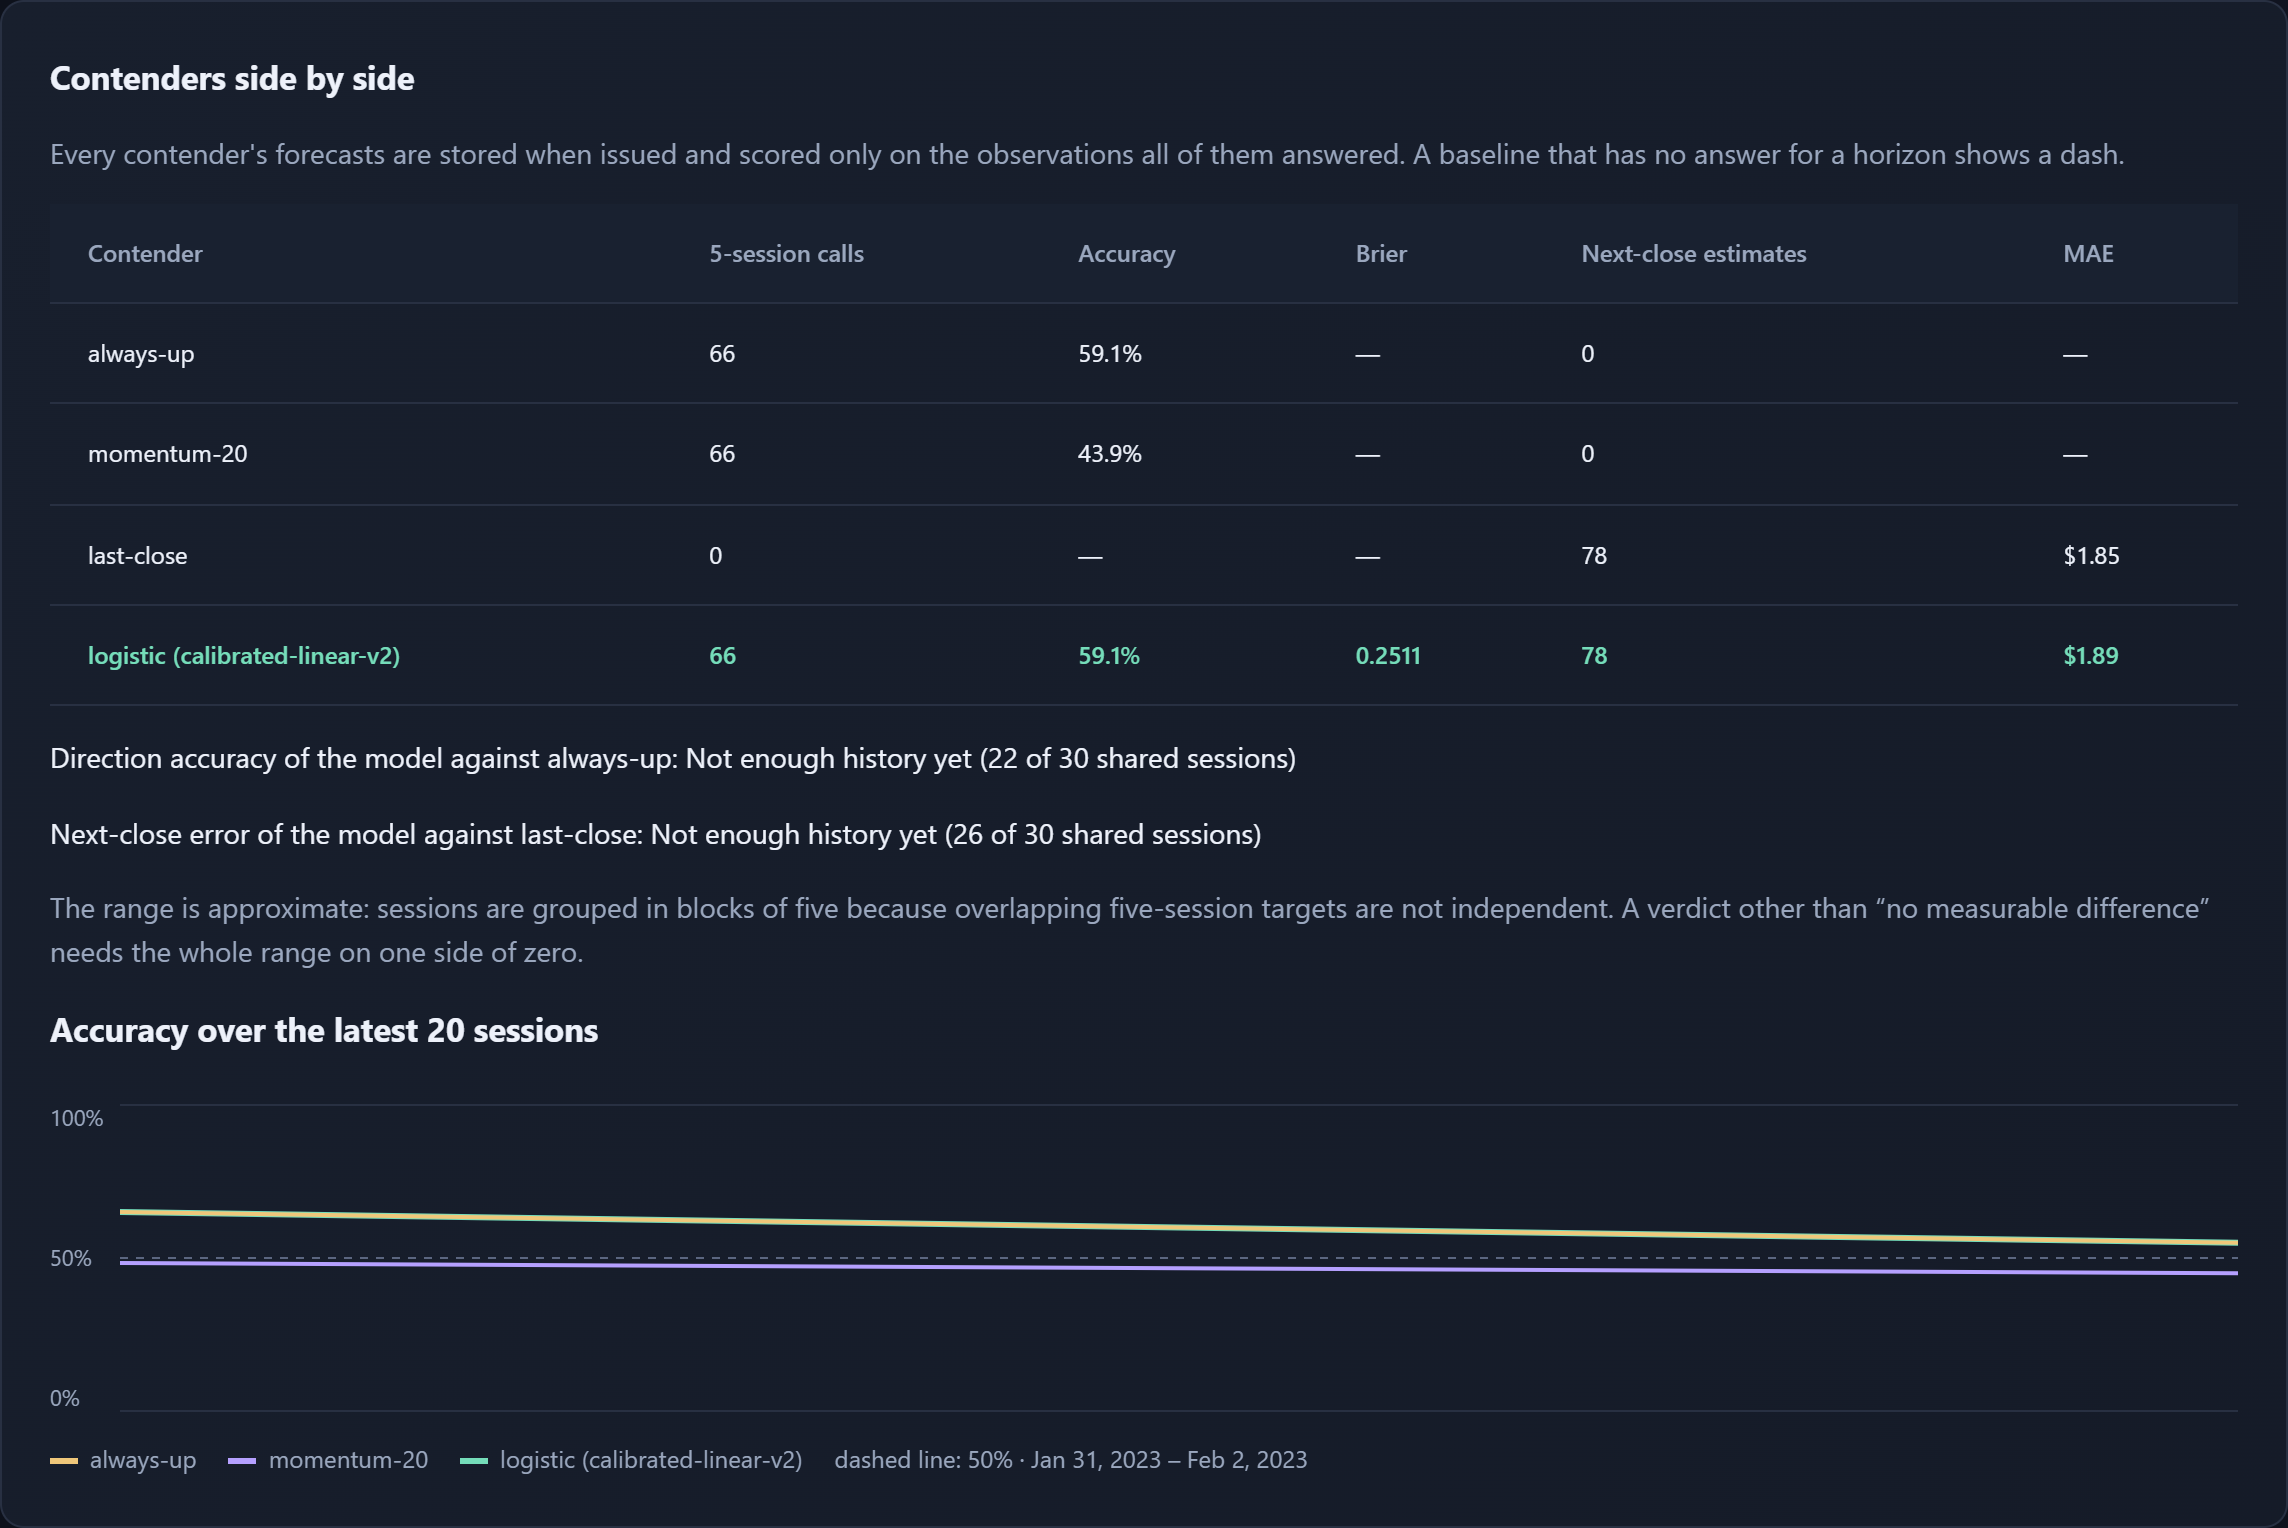 Contenders side by side
Every contender's forecasts are stored when issued and scored only on the observations all of them answered. A baseline that has no answer for a horizon shows a dash.
Contender 5-session calls Accuracy Brier Next-close estimates MAE
always-up 66 59.1% — 0 —
momentum-20 66 43.9% — 0 —
last-close 0 — — 78 $1.85
logistic (calibrated-linear-v2) 66 59.1% 0.2511 78 $1.89
Direction accuracy of the model against always-up: Not enough history yet (22 of 30 shared sessions)
Next-close error of the model against last-close: Not enough history yet (26 of 30 shared sessions)
The range is approximate: sessions are grouped in blocks of five because overlapping five-session targets are not independent. A verdict other than “no measurable difference”
needs the whole range on one side of zero.
Accuracy over the latest 20 sessions
100%
50%
0%
always-up momentum-20 logistic (calibrated-linear-v2) dashed line: 50% · Jan 31, 2023 – Feb 2, 2023